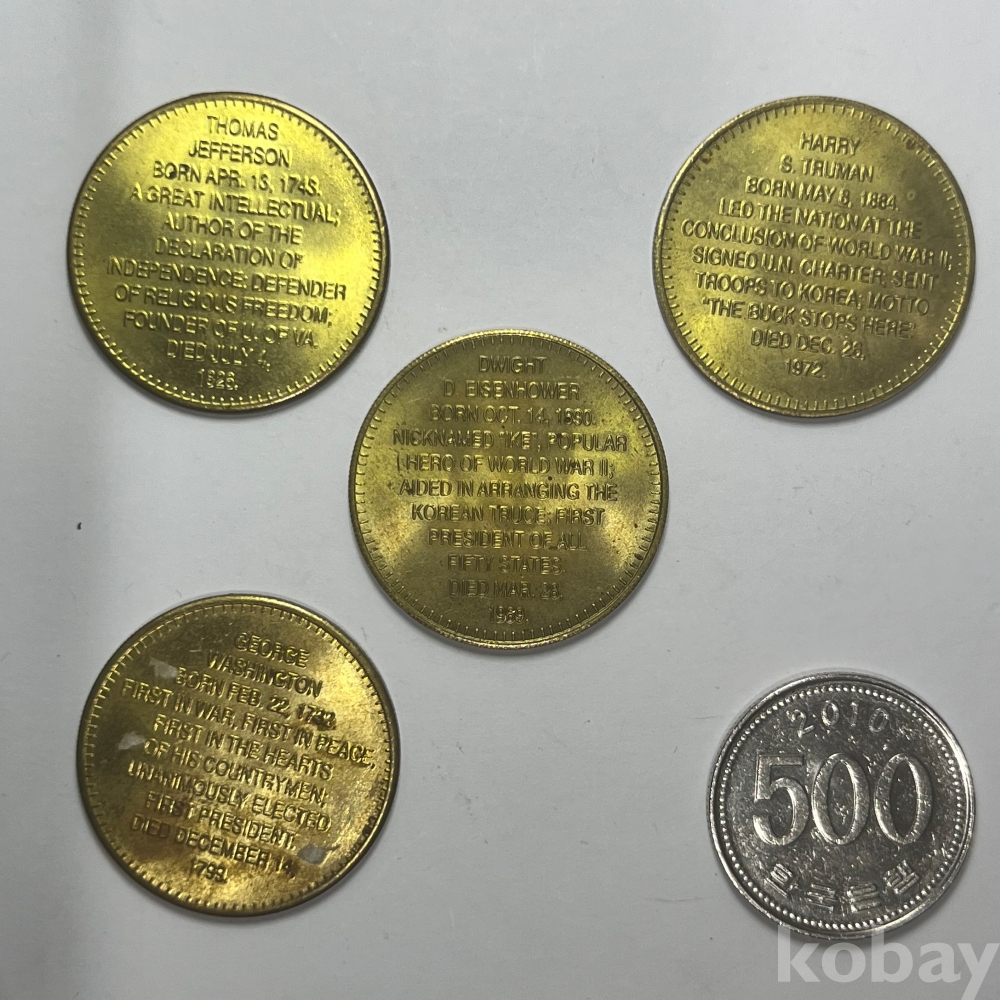 THOMAS
JEFFERSON
BORN APR. 13, 1743.
A GREAT INTELLECTUAL;
AUTHOR OF THE
DECLARATION OF
INDEPENDENCE; DEFENDER
OF RELIGIOUS FREEDOM;
FOUNDER OF U. OF VA.
DIED JULY 4,
1826.
HARRY
S. TRUMAN
BORN MAY 8, 1884.
LED THE NATION AT THE
CONCLUSION OF WORLD WAR II;
SIGNED U.N. CHARTER; SENT
TROOPS TO KOREA; MOTTO
"THE BUCK STOPS HERE."
DIED DEC. 26,
1972.
DWIGHT
D. EISENHOWER
BORN OCT. 14, 1890.
NICKNAMED "IKE", POPULAR
HERO OF WORLD WAR II;
AIDED IN ARRANGING THE
KOREAN TRUCE; FIRST
PRESIDENT OF ALL
FIFTY STATES.
DIED MAR. 28,
1969.
GEORGE
WASHINGTON
BORN FEB. 22, 1732.
FIRST IN WAR, FIRST IN PEACE,
FIRST IN THE HEARTS
OF HIS COUNTRYMEN;
UNANIMOUSLY ELECTED
FIRST PRESIDENT.
DIED DECEMBER 14,
1799.
2010
500
한국은행
kobay